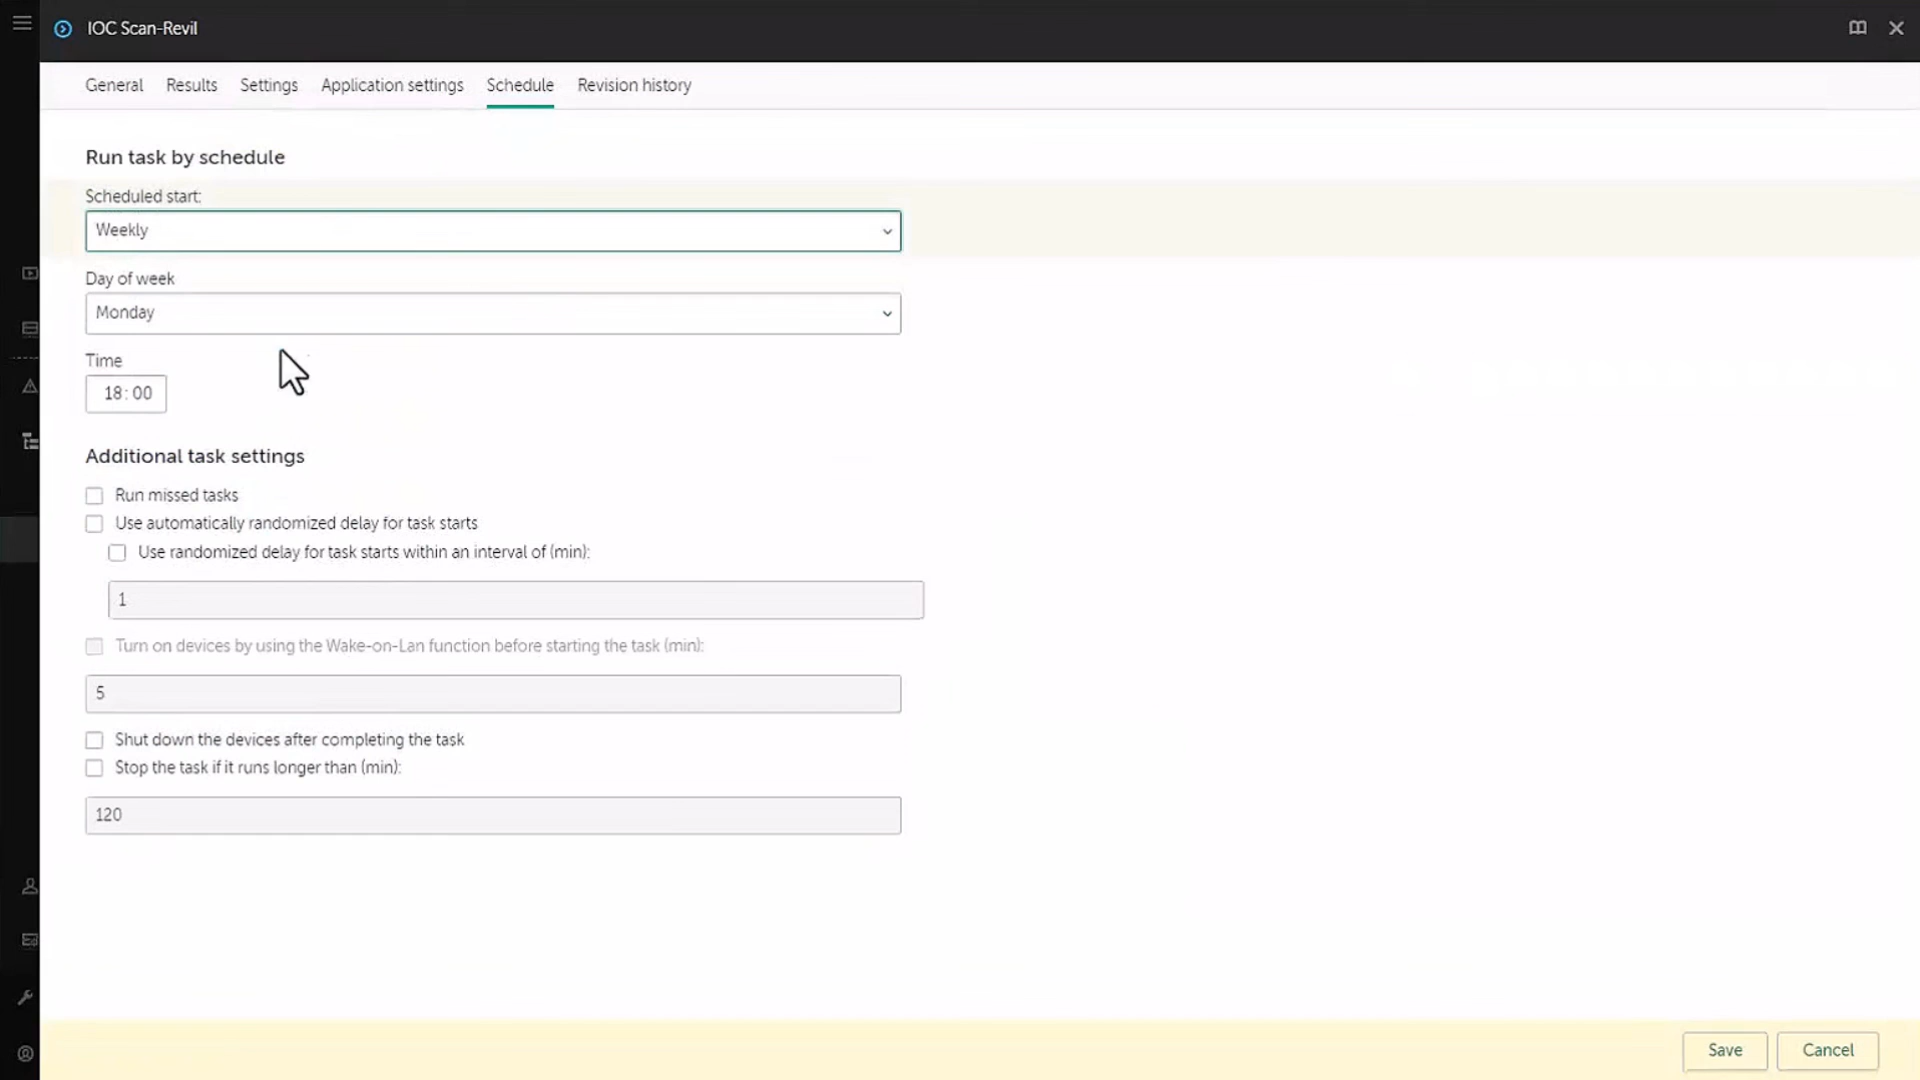 IOC Scan-Revil
General Results Settings Application settings Schedule Revision history
Run task by schedule
Scheduled start:
Weekly
Day of week
Monday
Time
18:00
Additional task settings
Run missed tasks
Use automatically randomized delay for task starts
Use randomized delay for task starts within an interval of (min):
1
Turn on devices by using the Wake-on-Lan function before starting the task (min):
5
Shut down the devices after completing the task
Stop the task if it runs longer than (min):
120
Save Cancel